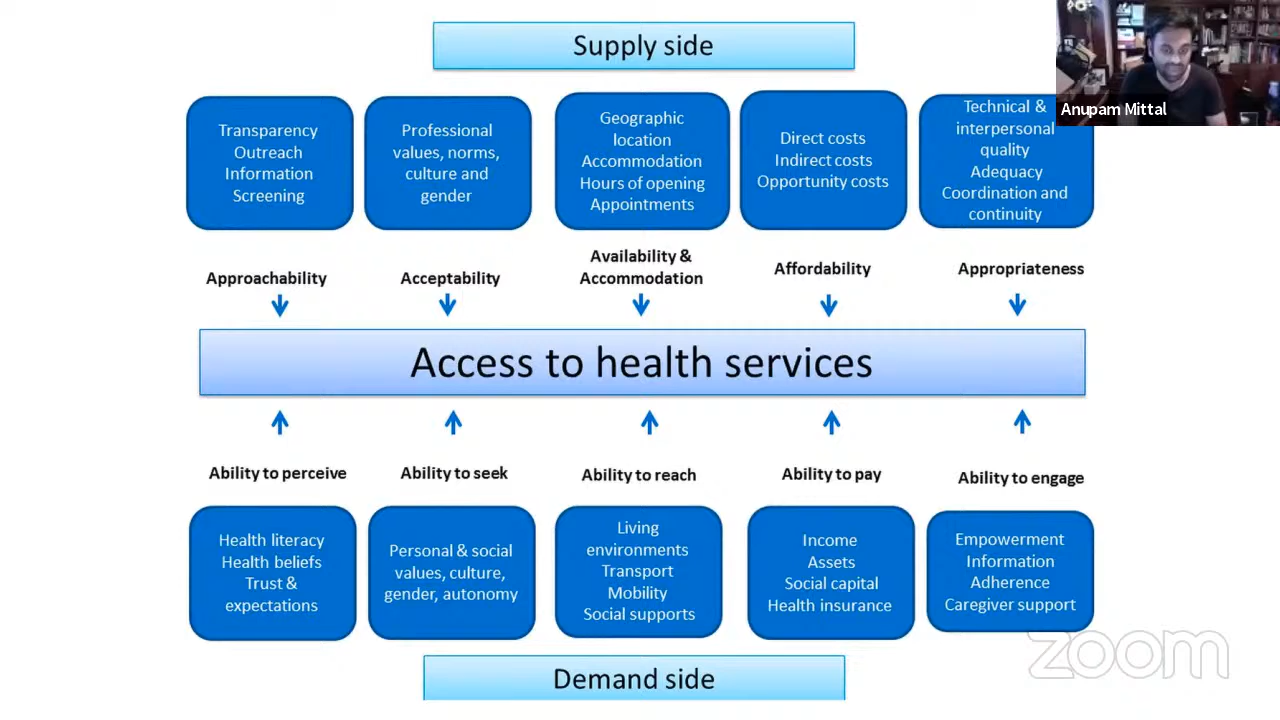 Supply side
Anupam Mittal
Transparency
Outreach
Information
Screening
Professional
values, norms,
culture and
gender
Geographic
location
Accommodation
Hours of opening
Appointments
Direct costs
Indirect costs
Opportunity costs
Technical &
interpersonal
quality
Adequacy
Coordination and
continuity
Approachability
Acceptability
Availability &
Accommodation
Affordability
Appropriateness
Access to health services
Ability to perceive
Ability to seek
Ability to reach
Ability to pay
Ability to engage
Health literacy
Health beliefs
Trust &
expectations
Personal & social
values, culture,
gender, autonomy
Living
environments
Transport
Mobility
Social supports
Income
Assets
Social capital
Health insurance
Empowerment
Information
Adherence
Caregiver support
zoom
Demand side